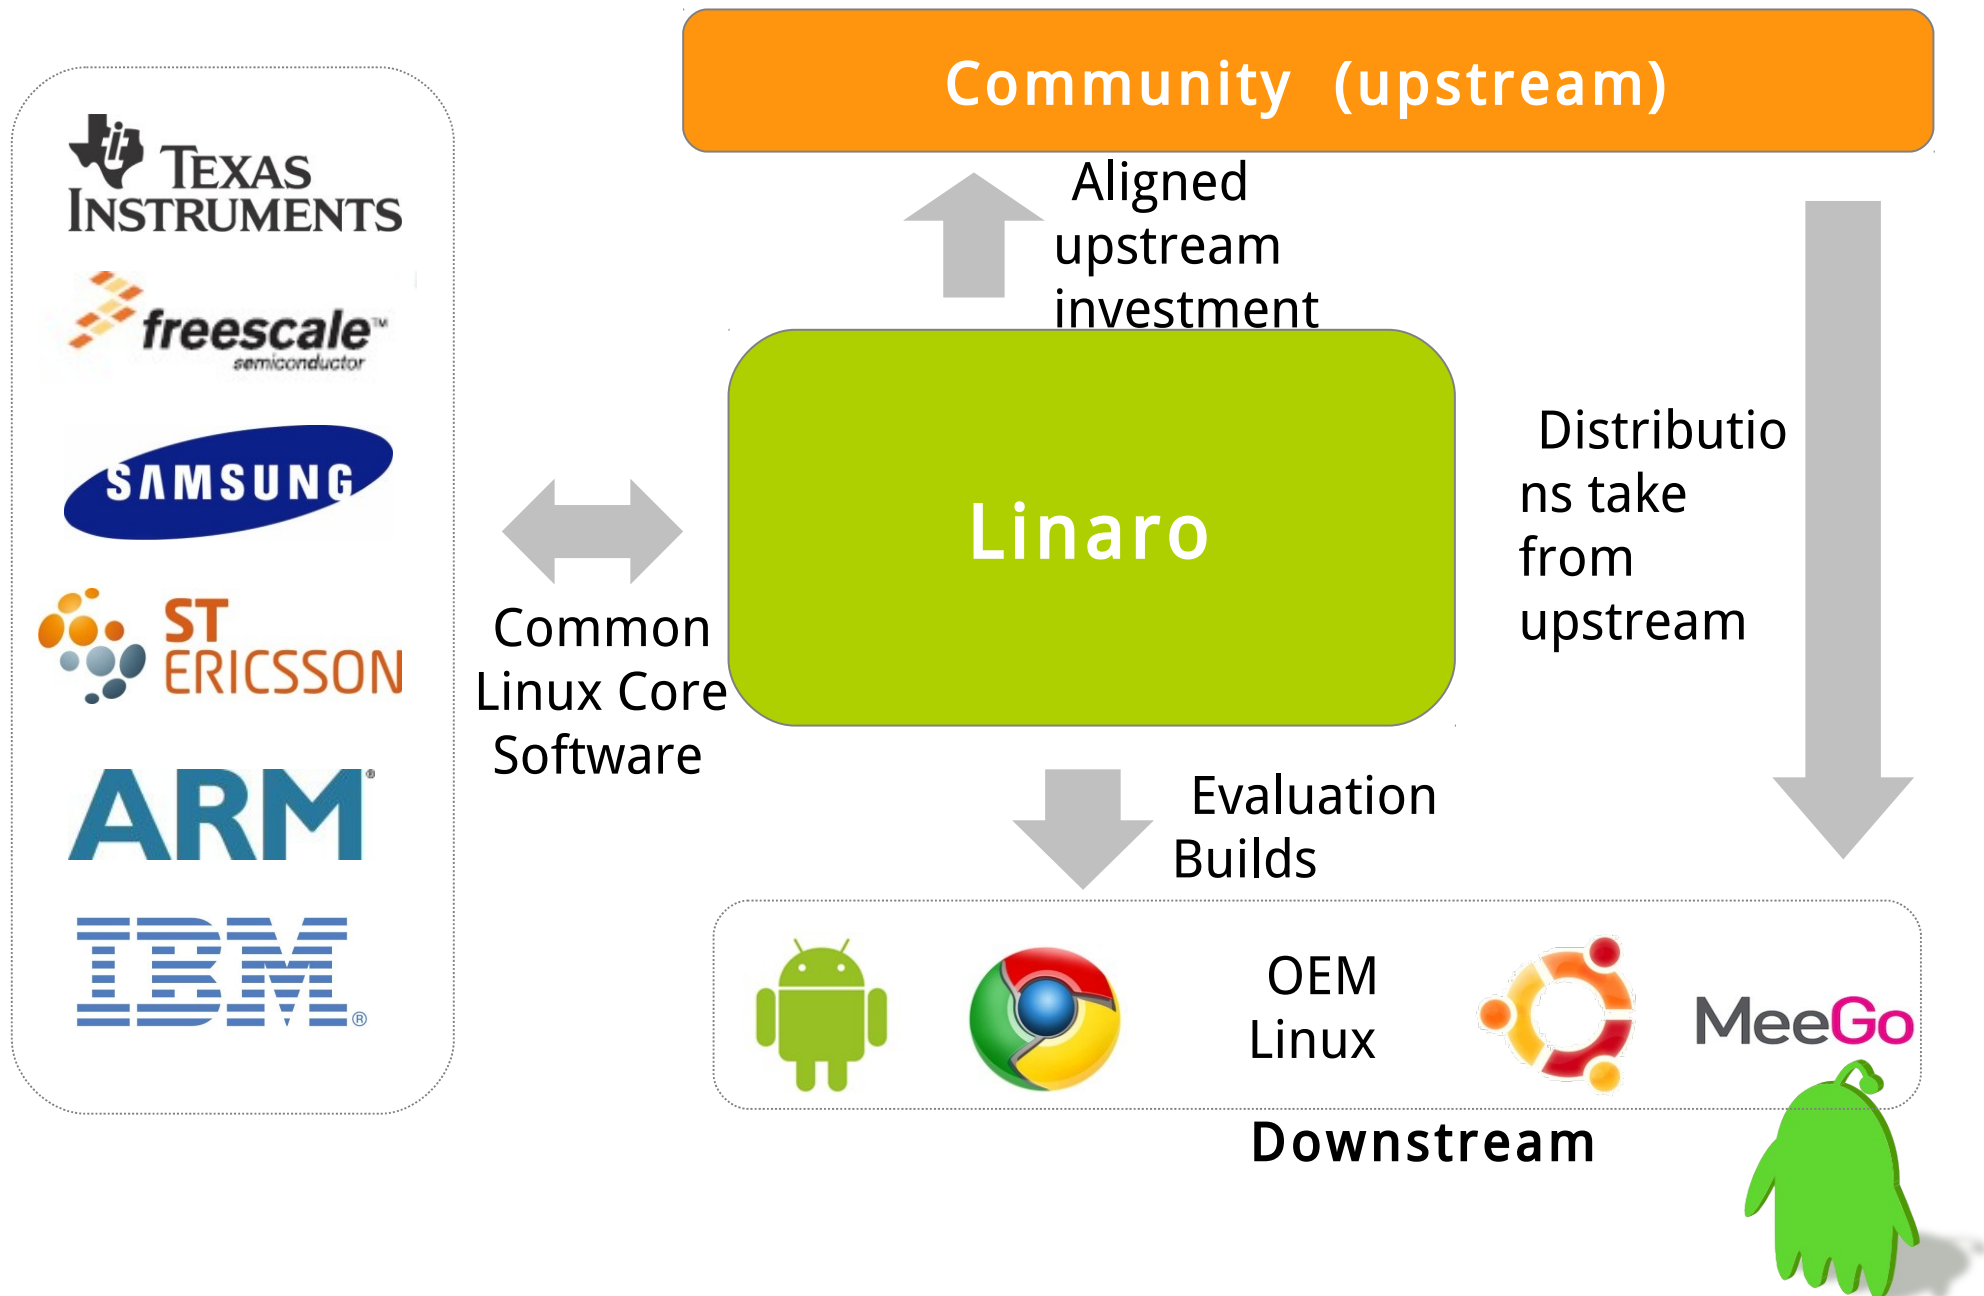 Community (upstream)
TEXAS
INSTRUMENTS
freescale™
semiconductor
SAMSUNG
ST
ERICSSON
ARM®
IBM®
Aligned
upstream
investment
Linaro
Common
Linux Core
Software
Distributio
ns take
from
upstream
Evaluation
Builds
OEM
Linux
MeeGo
Downstream